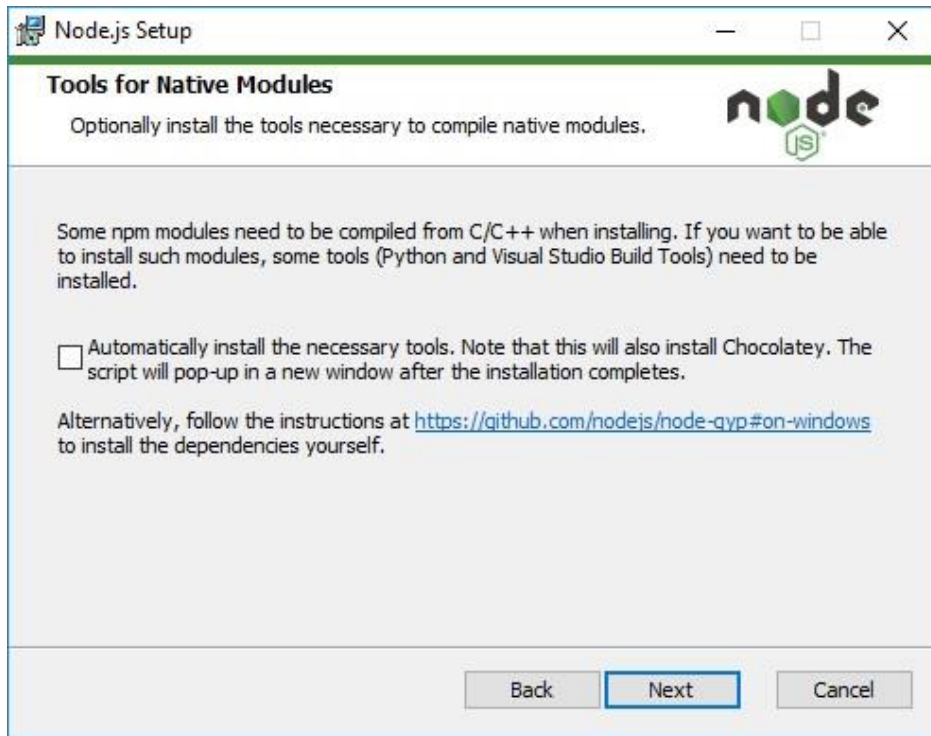 Node.js Setup
Tools for Native Modules
Optionally install the tools necessary to compile native modules.
node
JS
Some npm modules need to be compiled from C/C++ when installing. If you want to be able
to install such modules, some tools (Python and Visual Studio Build Tools) need to be
installed.
Automatically install the necessary tools. Note that this will also install Chocolatey. The
script will pop-up in a new window after the installation completes.
Alternatively, follow the instructions at https://github.com/nodejs/node-gyp#on-windows
to install the dependencies yourself.
Back
Next
Cancel